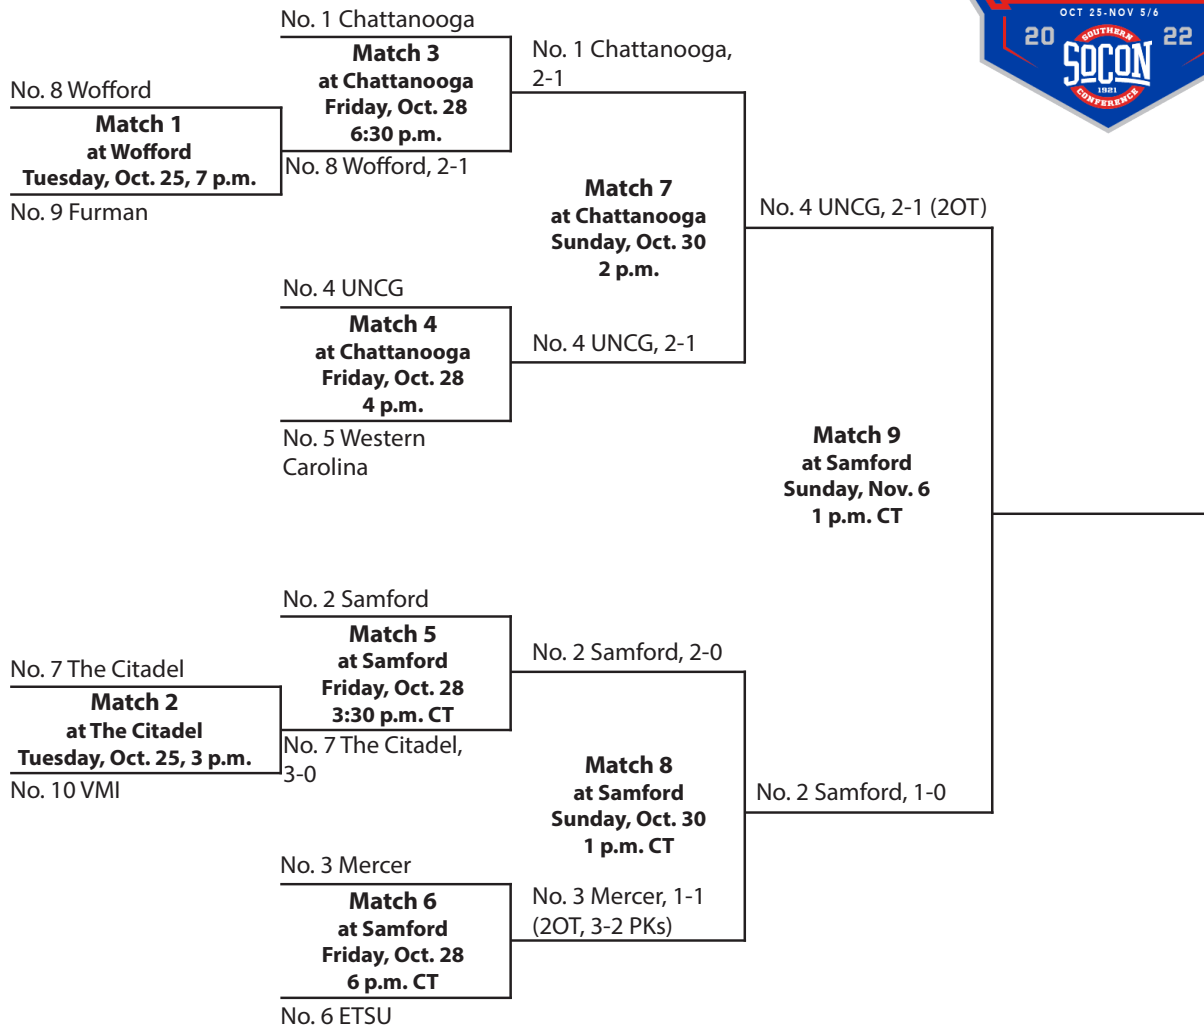 OCT 25-NOV 5/6
20 22
SOUTHERN
SOCON
1921
CONFERENCE
No. 1 Chattanooga
Match 3
at Chattanooga
Friday, Oct. 28
6:30 p.m.
No. 1 Chattanooga,
2-1
No. 8 Wofford
Match 1
at Wofford
Tuesday, Oct. 25, 7 p.m.
No. 8 Wofford, 2-1
No. 9 Furman
Match 7
at Chattanooga
Sunday, Oct. 30
2 p.m.
No. 4 UNCG, 2-1 (2OT)
No. 4 UNCG
Match 4
at Chattanooga
Friday, Oct. 28
4 p.m.
No. 4 UNCG, 2-1
No. 5 Western
Carolina
Match 9
at Samford
Sunday, Nov. 6
1 p.m. CT
No. 2 Samford
Match 5
at Samford
Friday, Oct. 28
3:30 p.m. CT
No. 2 Samford, 2-0
No. 7 The Citadel
Match 2
at The Citadel
Tuesday, Oct. 25, 3 p.m.
No. 7 The Citadel,
3-0
No. 10 VMI
Match 8
at Samford
Sunday, Oct. 30
1 p.m. CT
No. 2 Samford, 1-0
No. 3 Mercer
Match 6
at Samford
Friday, Oct. 28
6 p.m. CT
No. 3 Mercer, 1-1
(2OT, 3-2 PKs)
No. 6 ETSU